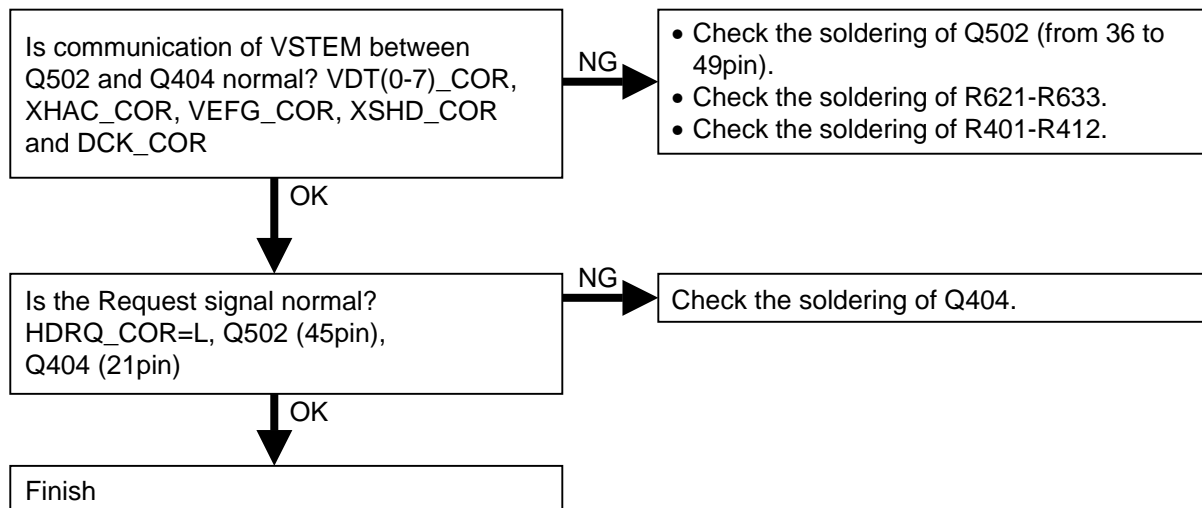 Is communication of VSTEM between
Q502 and Q404 normal? VDT(0-7)_COR,
XHAC_COR, VEFG_COR, XSHD_COR
and DCK_COR
NG
• Check the soldering of Q502 (from 36 to
49pin).
• Check the soldering of R621-R633.
• Check the soldering of R401-R412.
OK
Is the Request signal normal?
HDRQ_COR=L, Q502 (45pin),
Q404 (21pin)
NG
Check the soldering of Q404.
OK
Finish